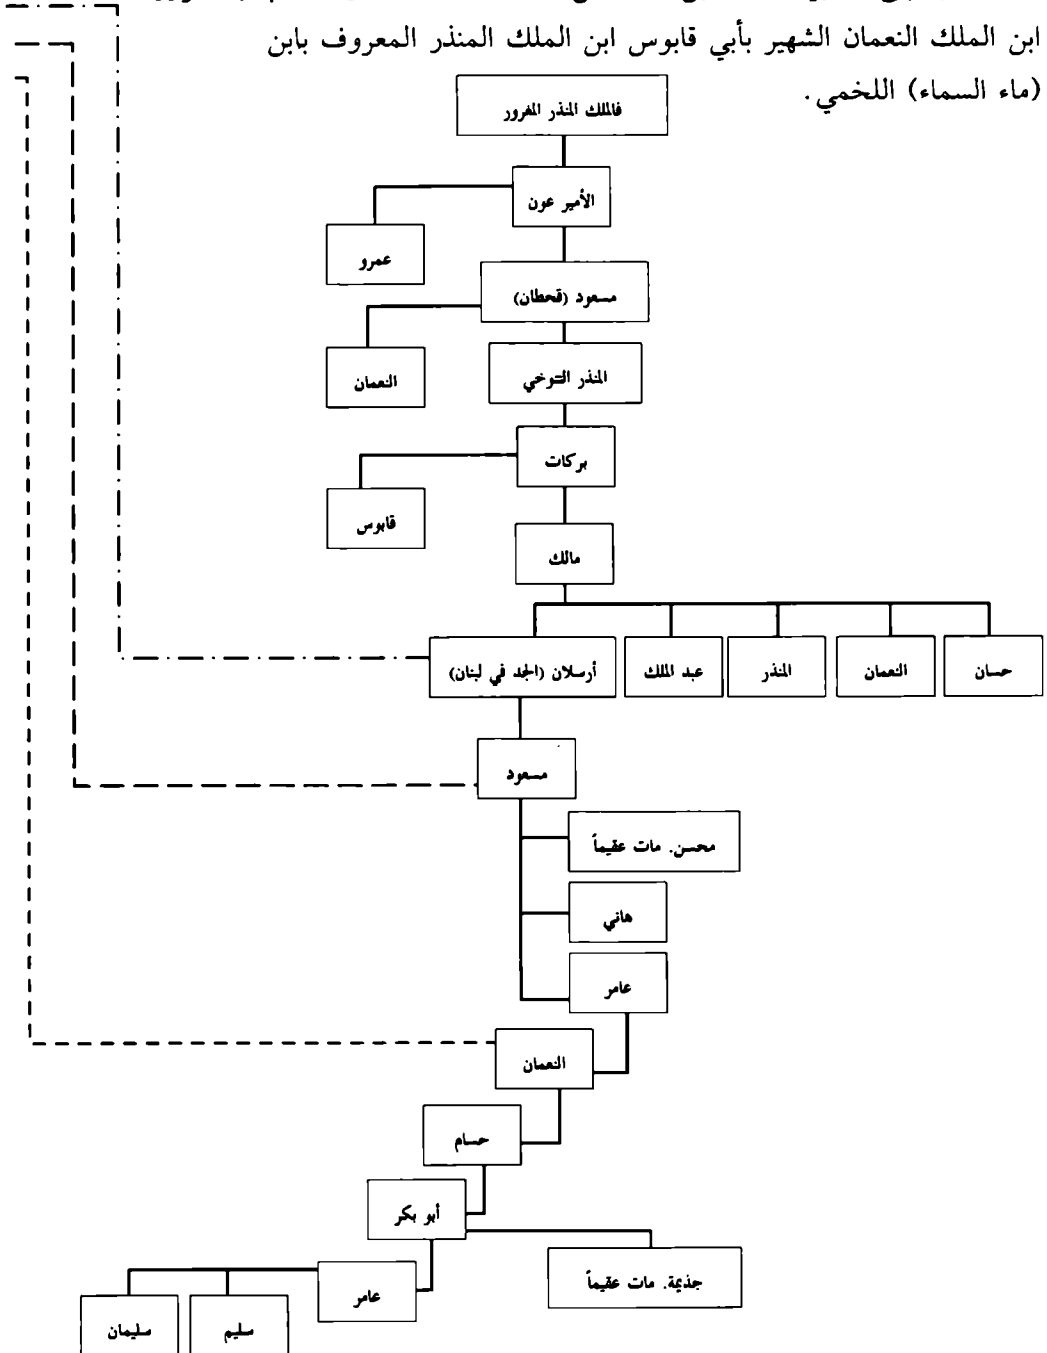 ابن الملك النعمان الشهير بأبي قابوس ابن الملك المنذر المعروف بابن
(ماء السماء) اللخمي.
فالملك المنذر المغرور
الأمير عون
عمرو
مسعود (قحطان)
النعمان
المنذر التنوخي
بركات
قابوس
مالك
حسان
النعمان
المنذر
عبد الملك
أرسلان (الجد في لبنان)
مسعود
محسن. مات عقيماً
هاني
عامر
النعمان
حسام
أبو بكر
جذيمة. مات عقيماً
عامر
سليم
سليمان